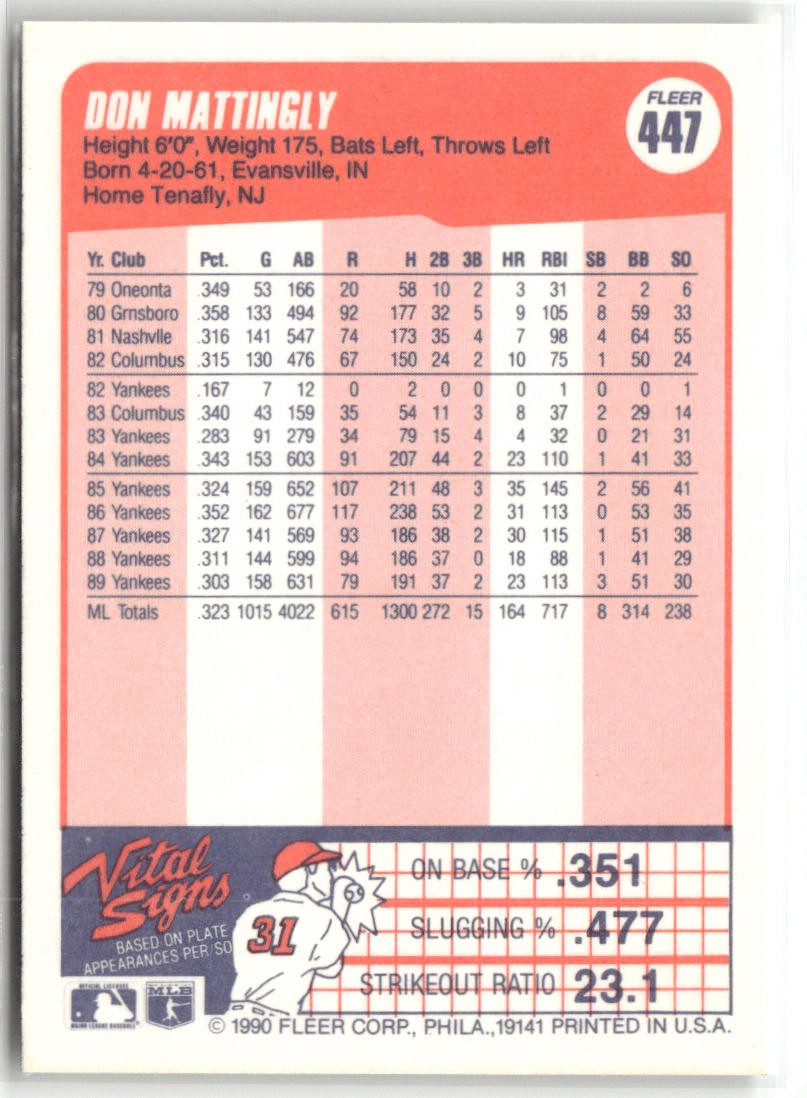 DON MATTINGLY
FLEER
447
Height 6'0", Weight 175, Bats Left, Throws Left
Born 4-20-61, Evansville, IN
Home Tenafly, NJ
Yr. Club Pct. G AB R H 2B 3B HR RBI SB BB SO
79 Oneonta .349 53 166 20 58 10 2 3 31 2 2 6
80 Grnsboro .358 133 494 92 177 32 5 9 105 8 59 33
81 Nashvlle .316 141 547 74 173 35 4 7 98 4 64 55
82 Columbus .315 130 476 67 150 24 2 10 75 1 50 24
82 Yankees .167 7 12 0 2 0 0 0 1 0 0 1
83 Columbus .340 43 159 35 54 11 3 8 37 2 29 14
83 Yankees .283 91 279 34 79 15 4 4 32 0 21 31
84 Yankees .343 153 603 91 207 44 2 23 110 1 41 33
85 Yankees .324 159 652 107 211 48 3 35 145 2 56 41
86 Yankees .352 162 677 117 238 53 2 31 113 0 53 35
87 Yankees .327 141 569 93 186 38 2 30 115 1 51 38
88 Yankees .311 144 599 94 186 37 0 18 88 1 41 29
89 Yankees .303 158 631 79 191 37 2 23 113 3 51 30
ML Totals .323 1015 4022 615 1300 272 15 164 717 8 314 238
Vital
Signs
BASED ON PLATE
APPEARANCES PER/SO
31
ON BASE % .351
SLUGGING % .477
STRIKEOUT RATIO 23.1
OFFICIAL LICENSEE
MAJOR LEAGUE BASEBALL
MLB
© 1990 FLEER CORP., PHILA.,19141 PRINTED IN U.S.A.